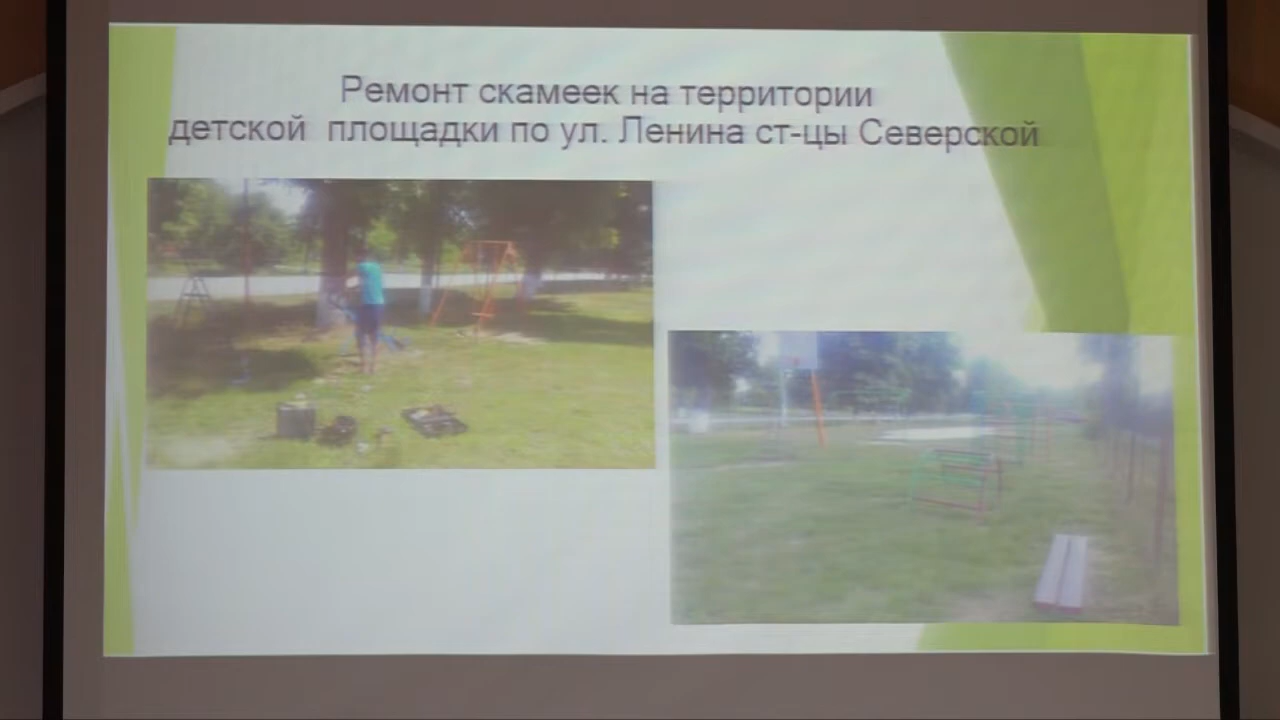 Ремонт скамеек на территории
детской площадки по ул. Ленина ст-цы Северской